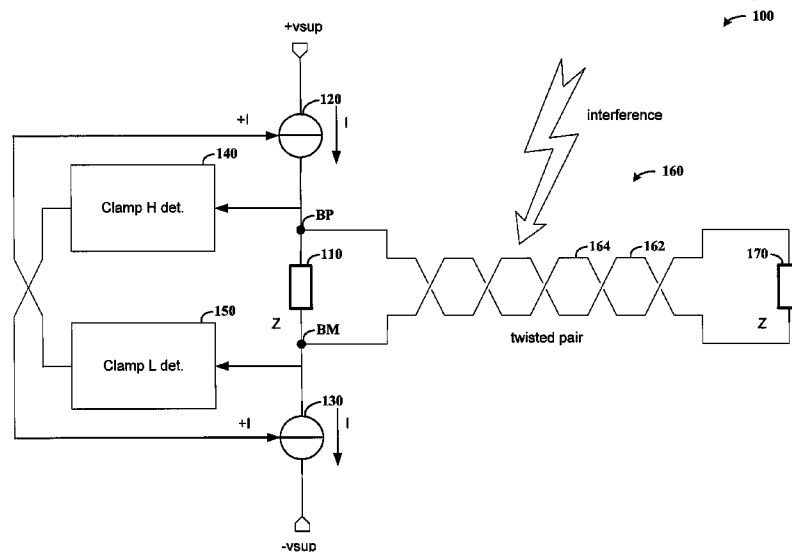 100
+vsup
120
+I
I
interference
140
160
Clamp H det.
BP
110
164
162
170
150
Z
BM
twisted pair
Z
Clamp L det.
130
+I
I
-vsup